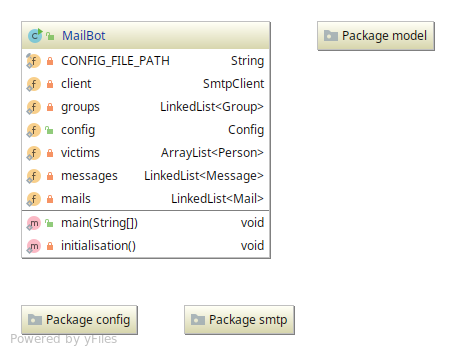 MailBot
CONFIG_FILE_PATH String
client SmtpClient
groups LinkedList<Group>
config Config
victims ArrayList<Person>
messages LinkedList<Message>
mails LinkedList<Mail>
main(String[]) void
initialisation() void
Package model
Package config
Package smtp
Powered by yFiles